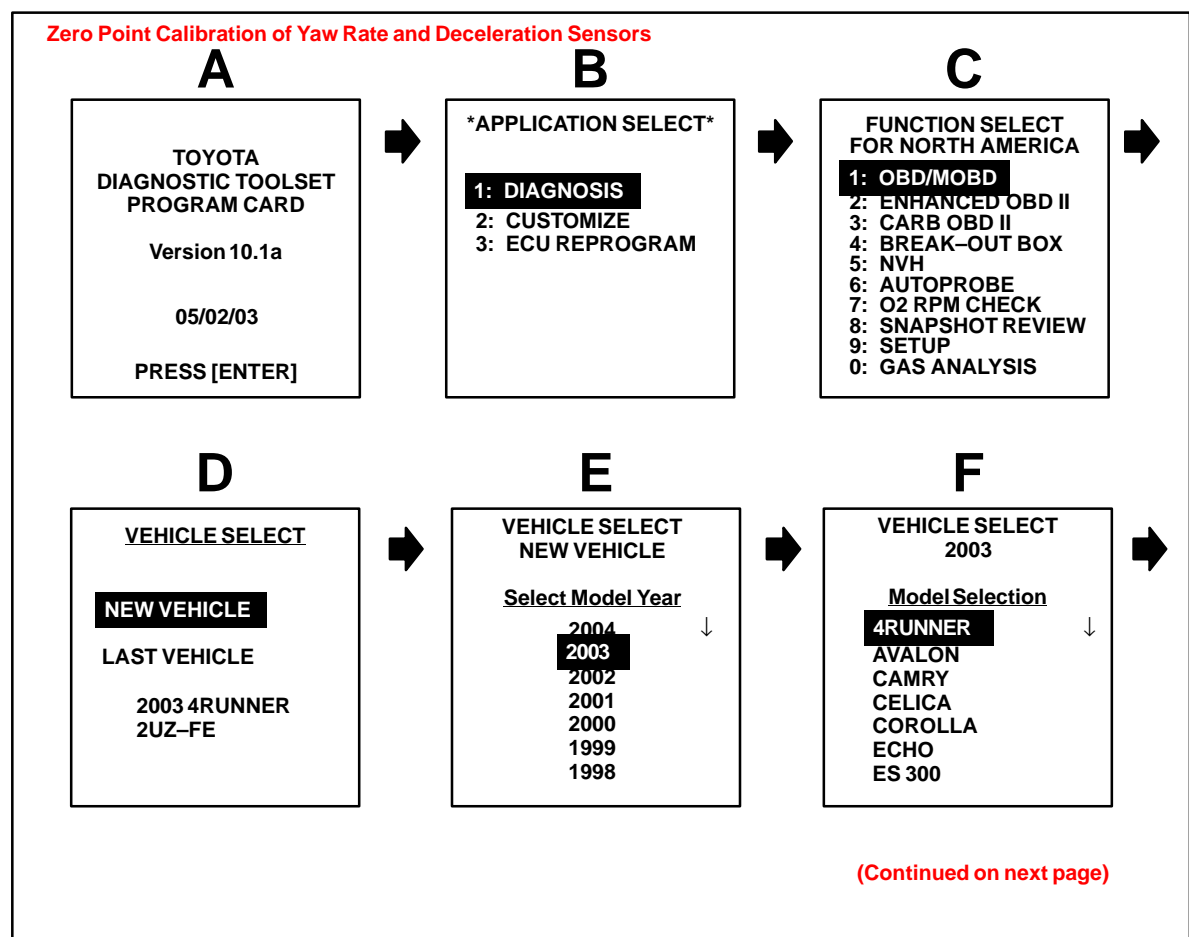 Zero Point Calibration of Yaw Rate and Deceleration Sensors
A
TOYOTA
DIAGNOSTIC TOOLSET
PROGRAM CARD
Version 10.1a
05/02/03
PRESS [ENTER]
B
*APPLICATION SELECT*
1: DIAGNOSIS
2: CUSTOMIZE
3: ECU REPROGRAM
C
FUNCTION SELECT
FOR NORTH AMERICA
1: OBD/MOBD
2: ENHANCED OBD II
3: CARB OBD II
4: BREAK–OUT BOX
5: NVH
6: AUTOPROBE
7: O2 RPM CHECK
8: SNAPSHOT REVIEW
9: SETUP
0: GAS ANALYSIS
D
VEHICLE SELECT
NEW VEHICLE
LAST VEHICLE
2003 4RUNNER
2UZ–FE
E
VEHICLE SELECT
NEW VEHICLE
Select Model Year
2004 ↓
2003
2002
2001
2000
1999
1998
F
VEHICLE SELECT
2003
Model Selection
4RUNNER ↓
AVALON
CAMRY
CELICA
COROLLA
ECHO
ES 300
(Continued on next page)